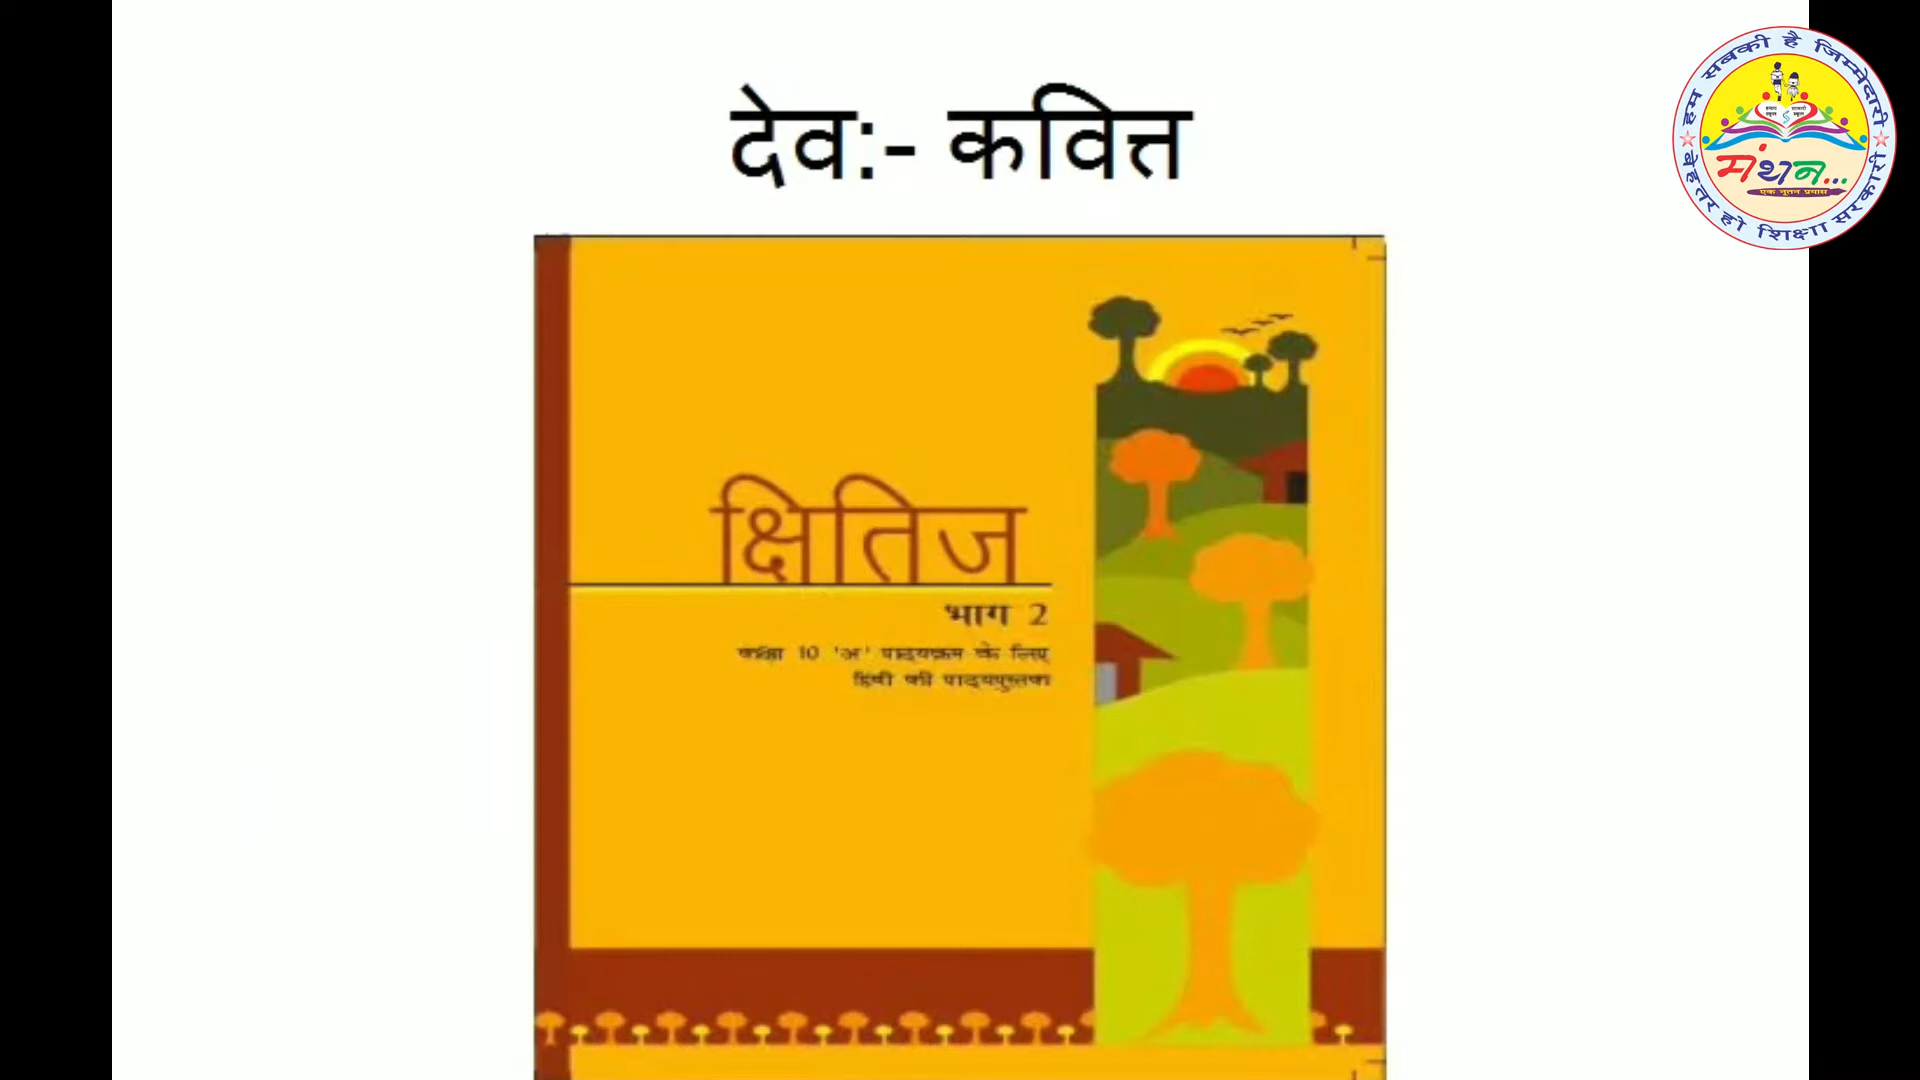 देव:- कवित्त
हम सबकी है जिम्मेदारी
मंथन...
एक नूतन प्रयास
बेहतर हो शिक्षा सरकारी
क्षितिज
भाग 2
कक्षा 10 'अ' पाठ्यक्रम के लिए
हिंदी की पाठ्यपुस्तक